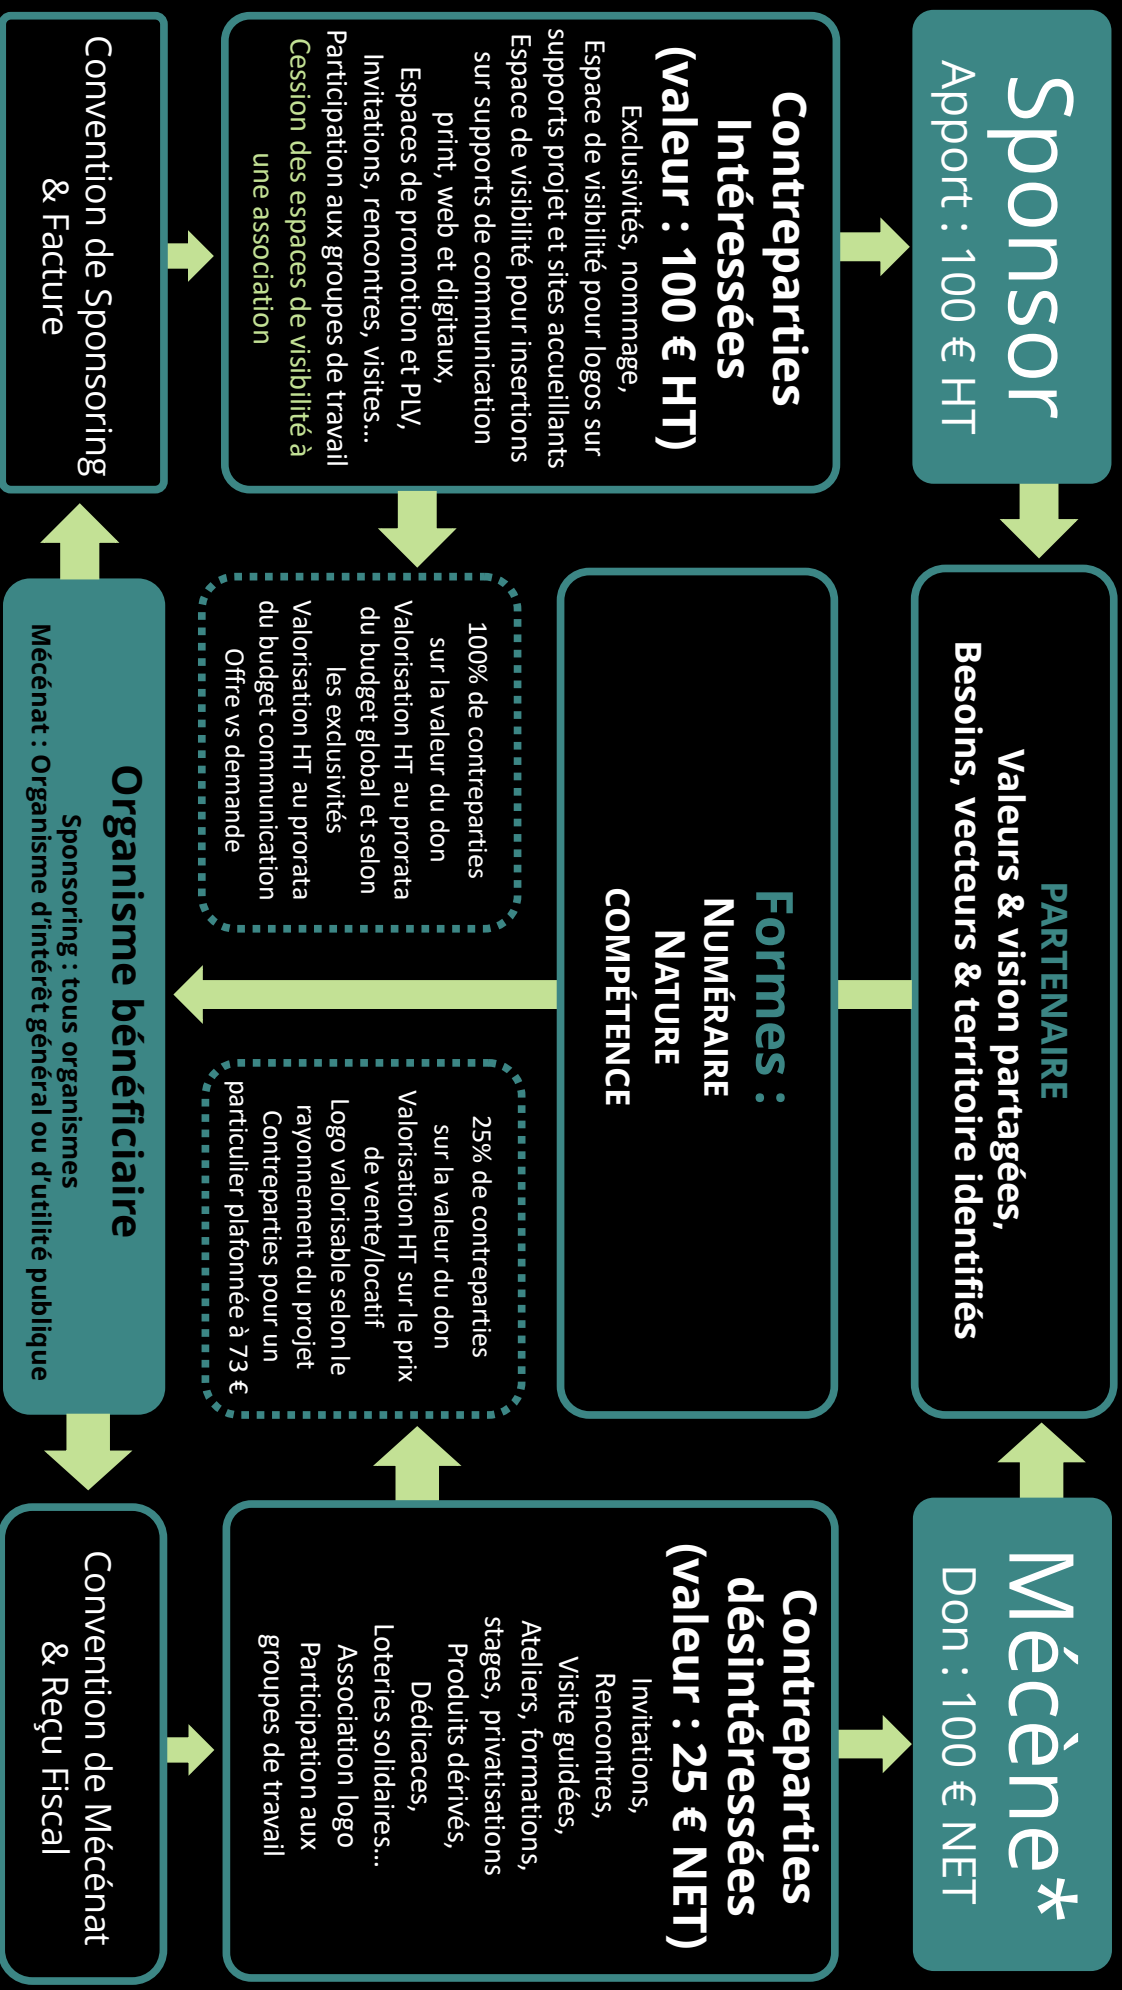 Sponsor
Apport : 100 € HT
PARTENAIRE
Valeurs & vision partagées,
Besoins, vecteurs & territoire identifiés
Mécène*
Don : 100 € NET
Contreparties
Intéressées
(valeur : 100 € HT)
Exclusivités, nommage,
Espace de visibilité pour logos sur
supports projet et sites accueillants
Espace de visibilité pour insertions
sur supports de communication
print, web et digitaux,
Espaces de promotion et PLV,
Invitations, rencontres, visites...
Participation aux groupes de travail
Cession des espaces de visibilité à
une association
Formes :
NUMÉRAIRE
NATURE
COMPÉTENCE
Contreparties
désintéressées
(valeur : 25 € NET)
Invitations,
Rencontres,
Visite guidées,
Ateliers, formations,
stages, privatisations
Produits dérivés,
Dédicaces,
Loteries solidaires...
Association logo
Participation aux
groupes de travail
100% de contreparties
sur la valeur du don
Valorisation HT au prorata
du budget global et selon
les exclusivités
Valorisation HT au prorata
du budget communication
Offre vs demande
25% de contreparties
sur la valeur du don
Valorisation HT sur le prix
de vente/locatif
Logo valorisable selon le
rayonnement du projet
Contreparties pour un
particulier plafonnée à 73 €
Convention de Sponsoring
& Facture
Organisme bénéficiaire
Sponsoring : tous organismes
Mécénat : Organisme d'intérêt général ou d'utilité publique
Convention de Mécénat
& Reçu Fiscal